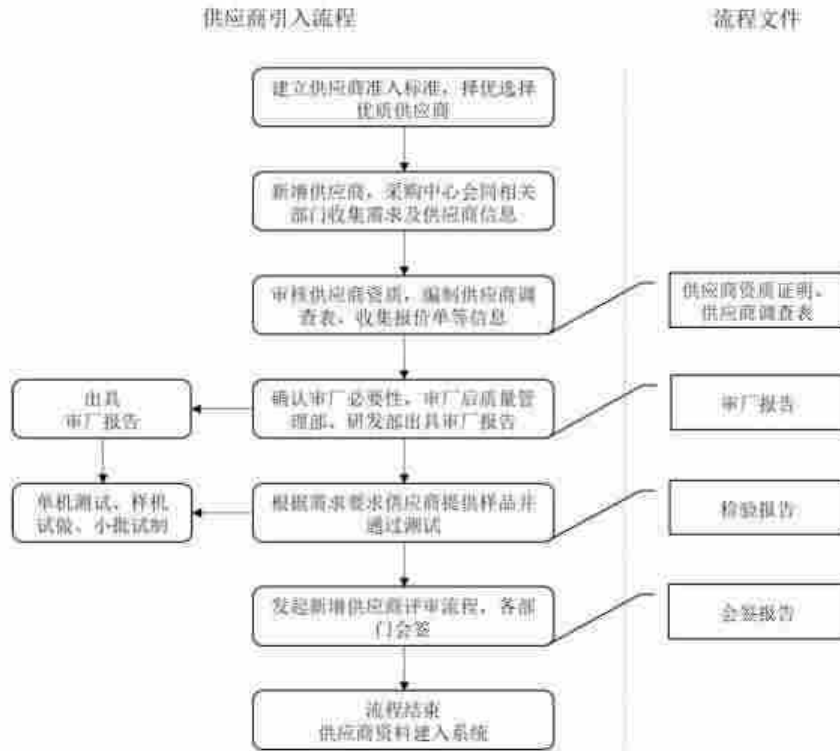 供应商引入流程
流程文件
建立供应商准入标准，择优选择
优质供应商
新增供应商，采购中心会同相关
部门收集需求及供应商信息
审核供应商资质，编制供应商调
查表、收集报价单等信息
供应商资质证明、
供应商调查表
出具
审厂报告
确认审厂必要性，审厂后质量管
理部、研发部出具审厂报告
审厂报告
单机测试、样机
试做、小批试制
根据需求要求供应商提供样品并
通过测试
检验报告
发起新增供应商评审流程，各部
门会签
会签报告
流程结束
供应商资料建入系统